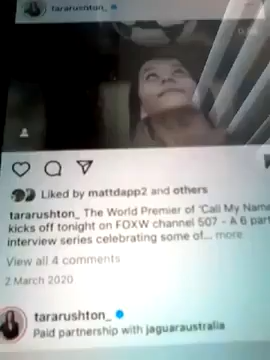 tararushton_
Liked by mattdapp2 and others
tararushton_ The World Premier of 'Call My Name
kicks off tonight on FOXW channel 507 - A 6 part
interview series celebrating some of... more
View all 4 comments
2 March 2020
tararushton_
Paid partnership with jaguaraustralia